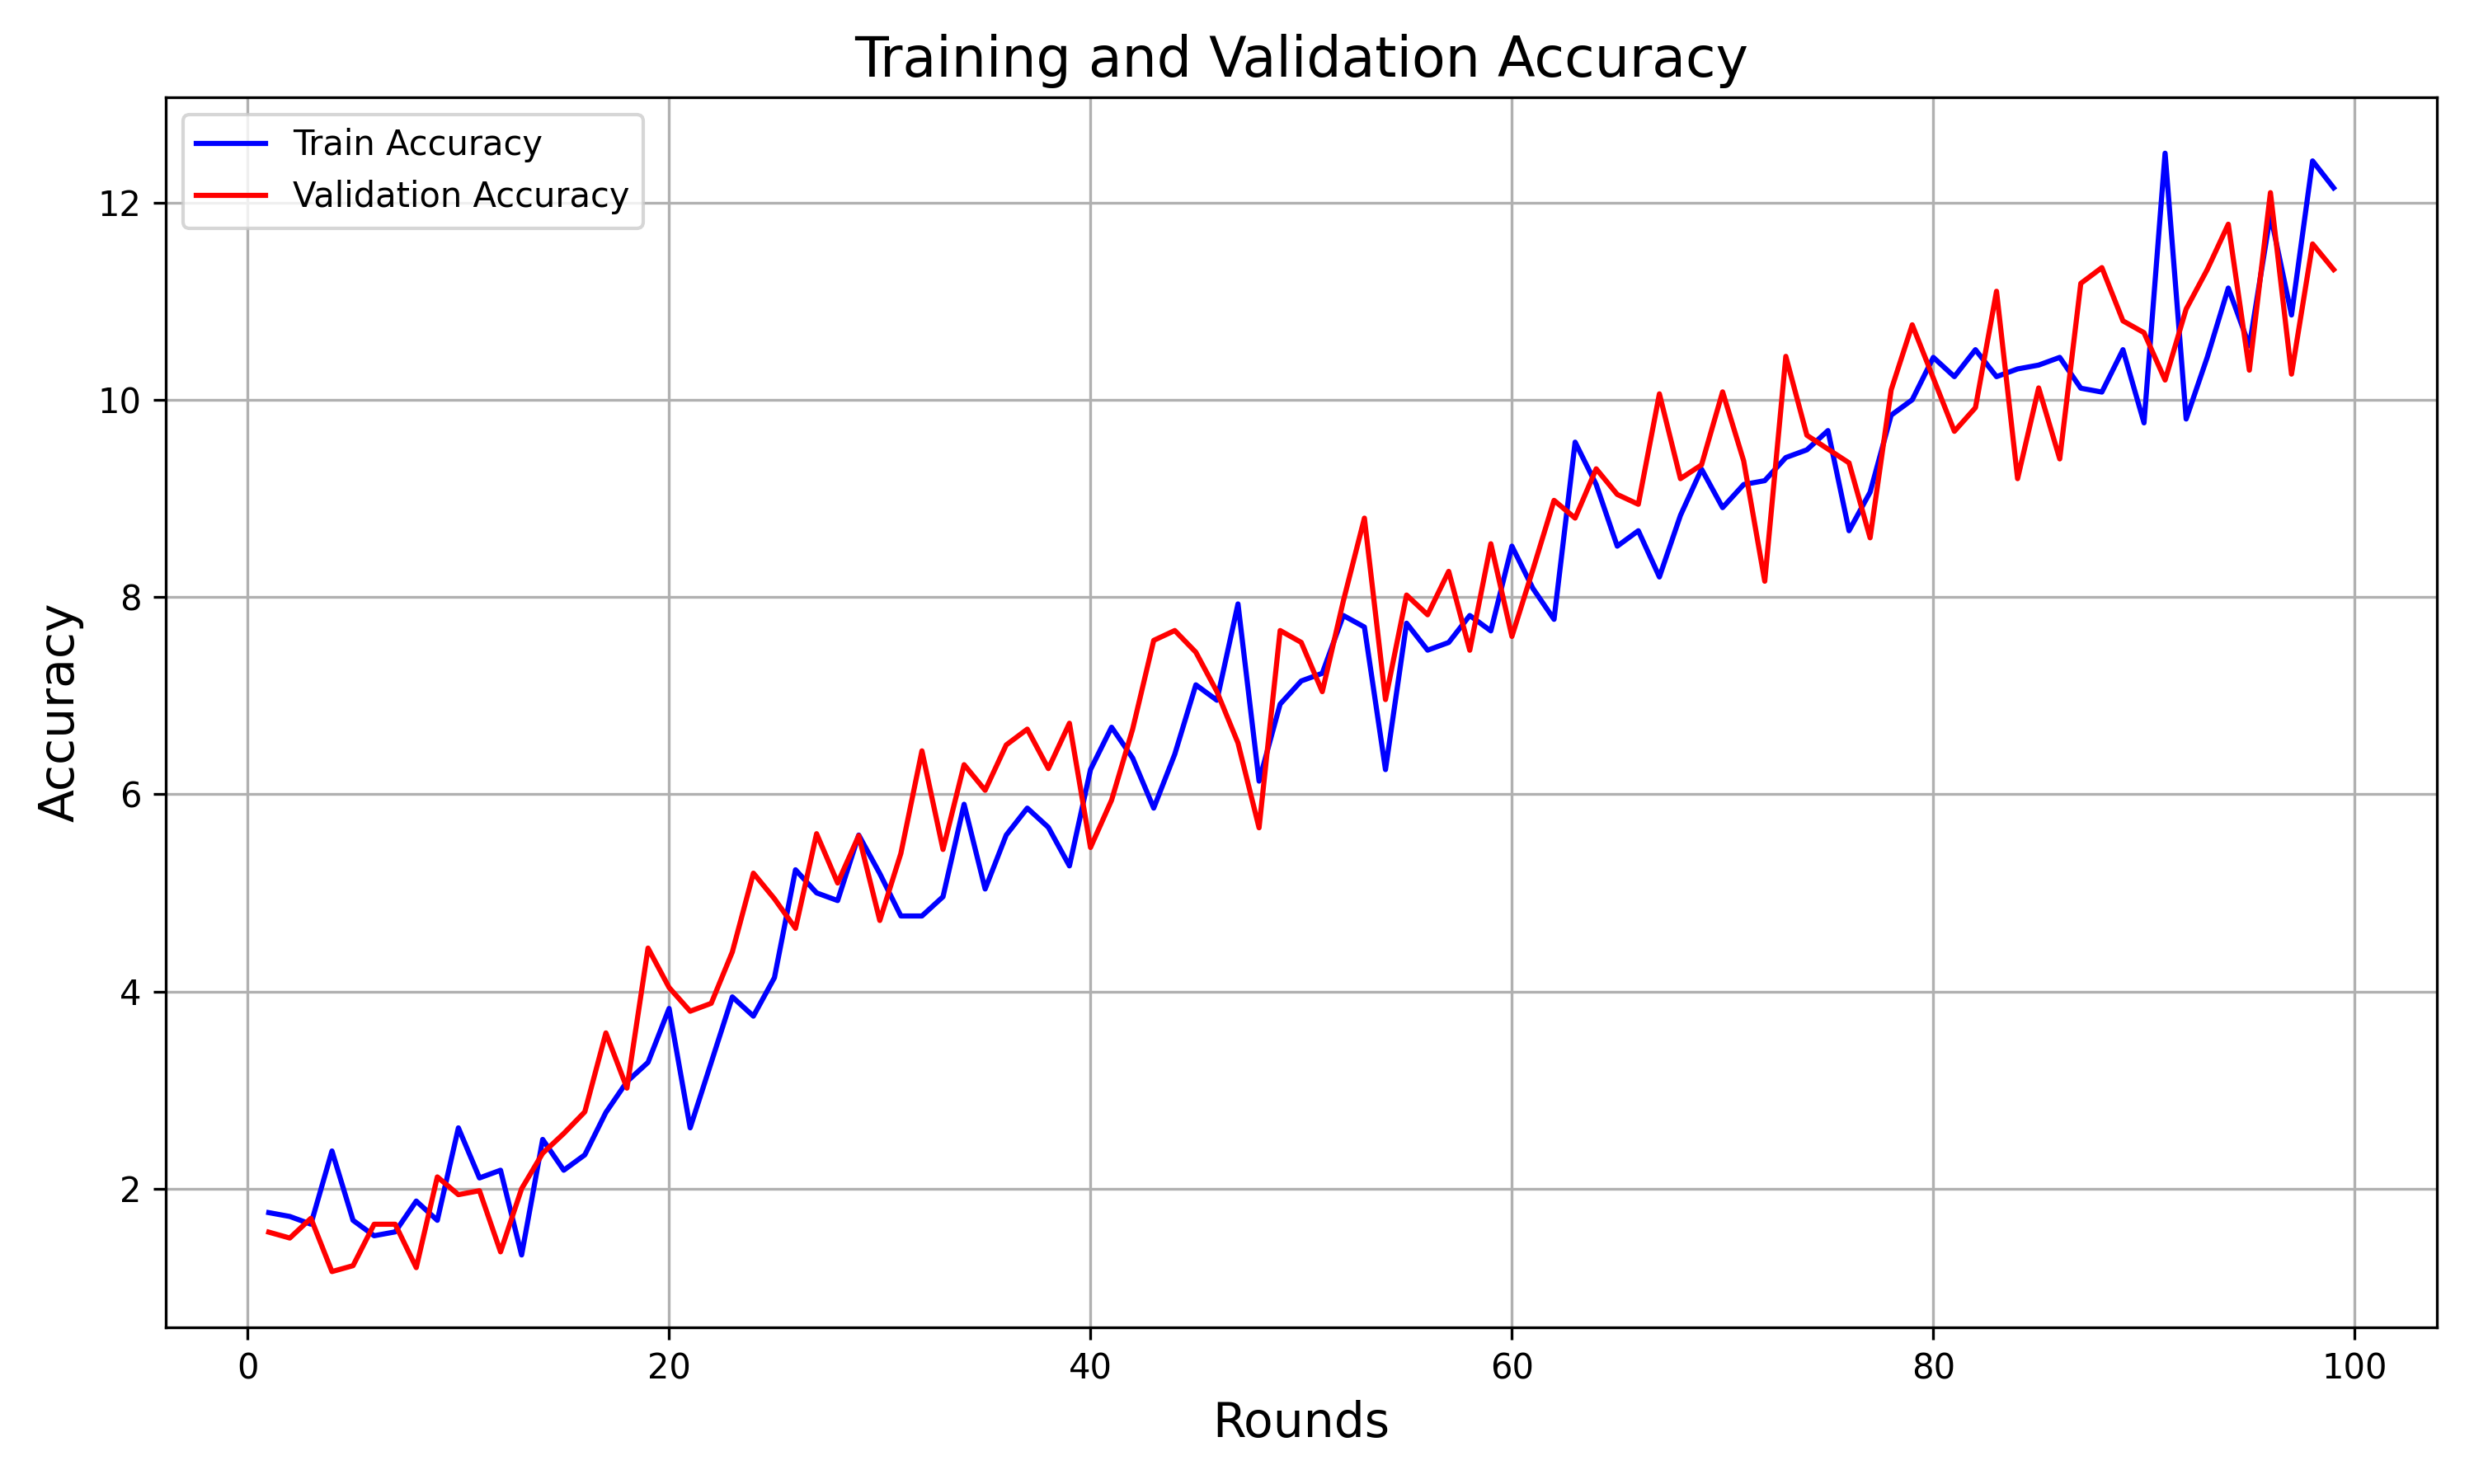 Training and Validation Accuracy
Train Accuracy
Validation Accuracy
12
10
8
6
4
2
Accuracy
0 20 40 60 80 100
Rounds